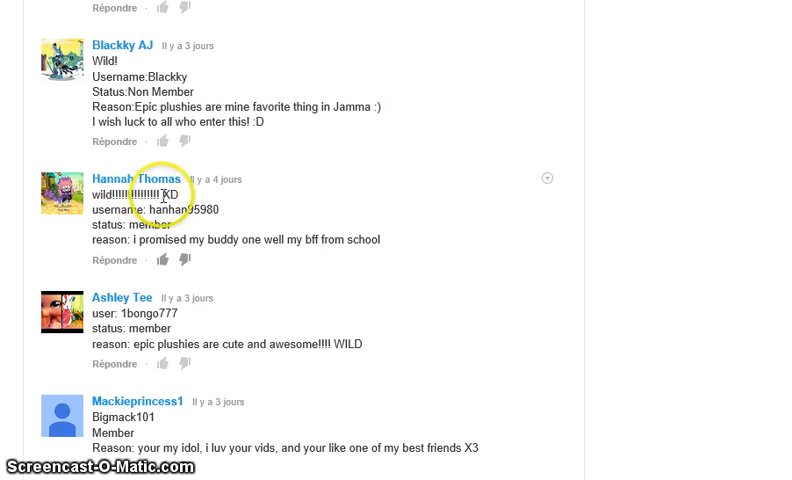 Répondre ·
Blackky AJ Il y a 3 jours
Wild!
Username:Blackky
Status:Non Member
Reason:Epic plushies are mine favorite thing in Jamma :)
I wish luck to all who enter this! :D
Répondre ·
Hannah Thomas Il y a 4 jours
wild!!!!!!!!!!!!!!! XD
username: hanhan95980
status: member
reason: i promised my buddy one well my bff from school
Répondre ·
Ashley Tee Il y a 3 jours
user: 1bongo777
status: member
reason: epic plushies are cute and awesome!!!! WILD
Répondre ·
Mackieprincess1 Il y a 3 jours
Bigmack101
Member
Reason: your my idol, i luv your vids, and your like one of my best friends X3
Screencast-O-Matic.com